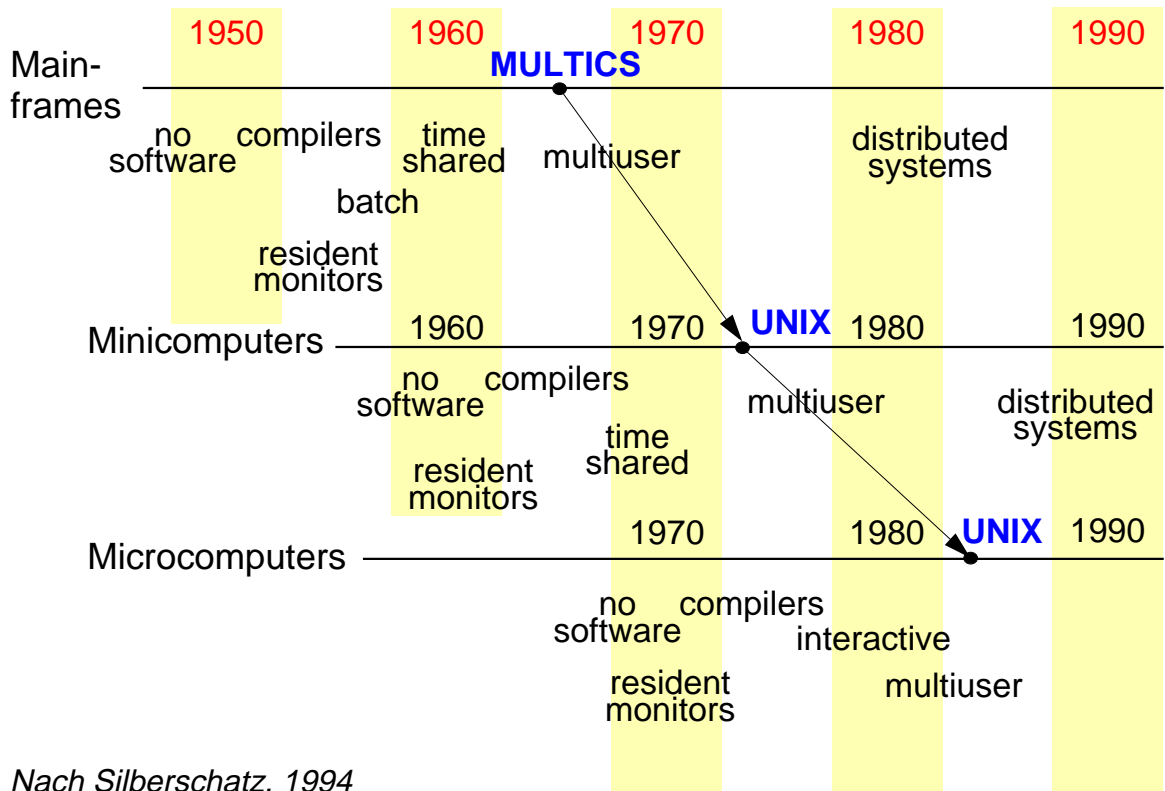 1950 1960 1970 1980 1990
Main-
frames
MULTICS
no compilers time
software shared
multiuser
distributed
systems
batch
resident
monitors
Minicomputers
1960 1970 UNIX 1980 1990
no compilers
software
multiuser
distributed
systems
time
shared
resident
monitors
Microcomputers
1970 1980 UNIX 1990
no compilers
software
interactive
resident
monitors
multiuser
Nach Silberschatz, 1994